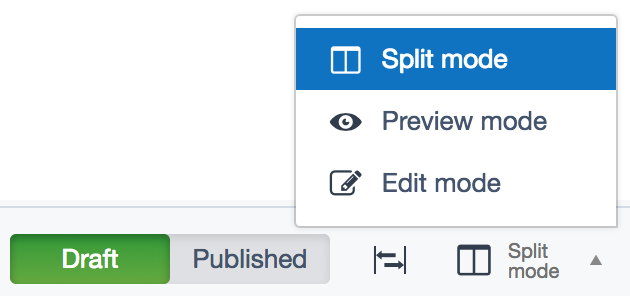 Split mode
Preview mode
Edit mode
Draft
Published
Split
mode